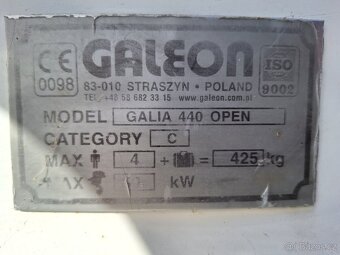 CE GALEON ISO
0098 83-010 STRASZYN • POLAND 9002
TEL. +48 58 682 33 15 www.galeon.com.pl
MODEL GALIA 440 OPEN
CATEGORY C
MAX 4 + = 425 kg
MAX kW